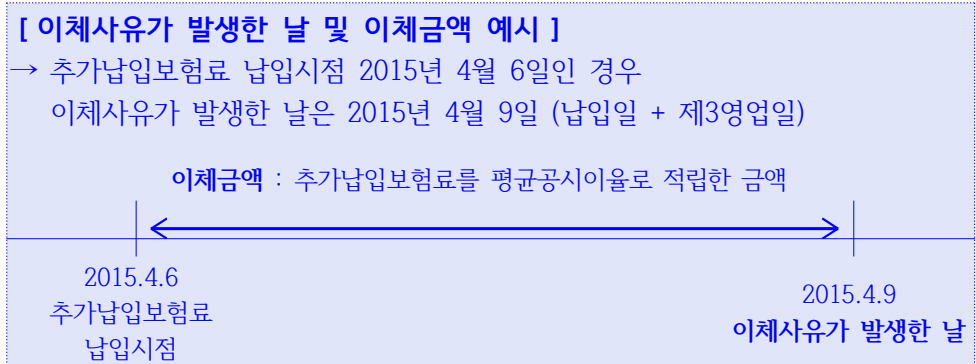 [ 이체사유가 발생한 날 및 이체금액 예시 ]
→ 추가납입보험료 납입시점 2015년 4월 6일인 경우
이체사유가 발생한 날은 2015년 4월 9일 (납입일 + 제3영업일)
이체금액 : 추가납입보험료를 평균공시이율로 적립한 금액
2015.4.6
추가납입보험료
납입시점
2015.4.9
이체사유가 발생한 날